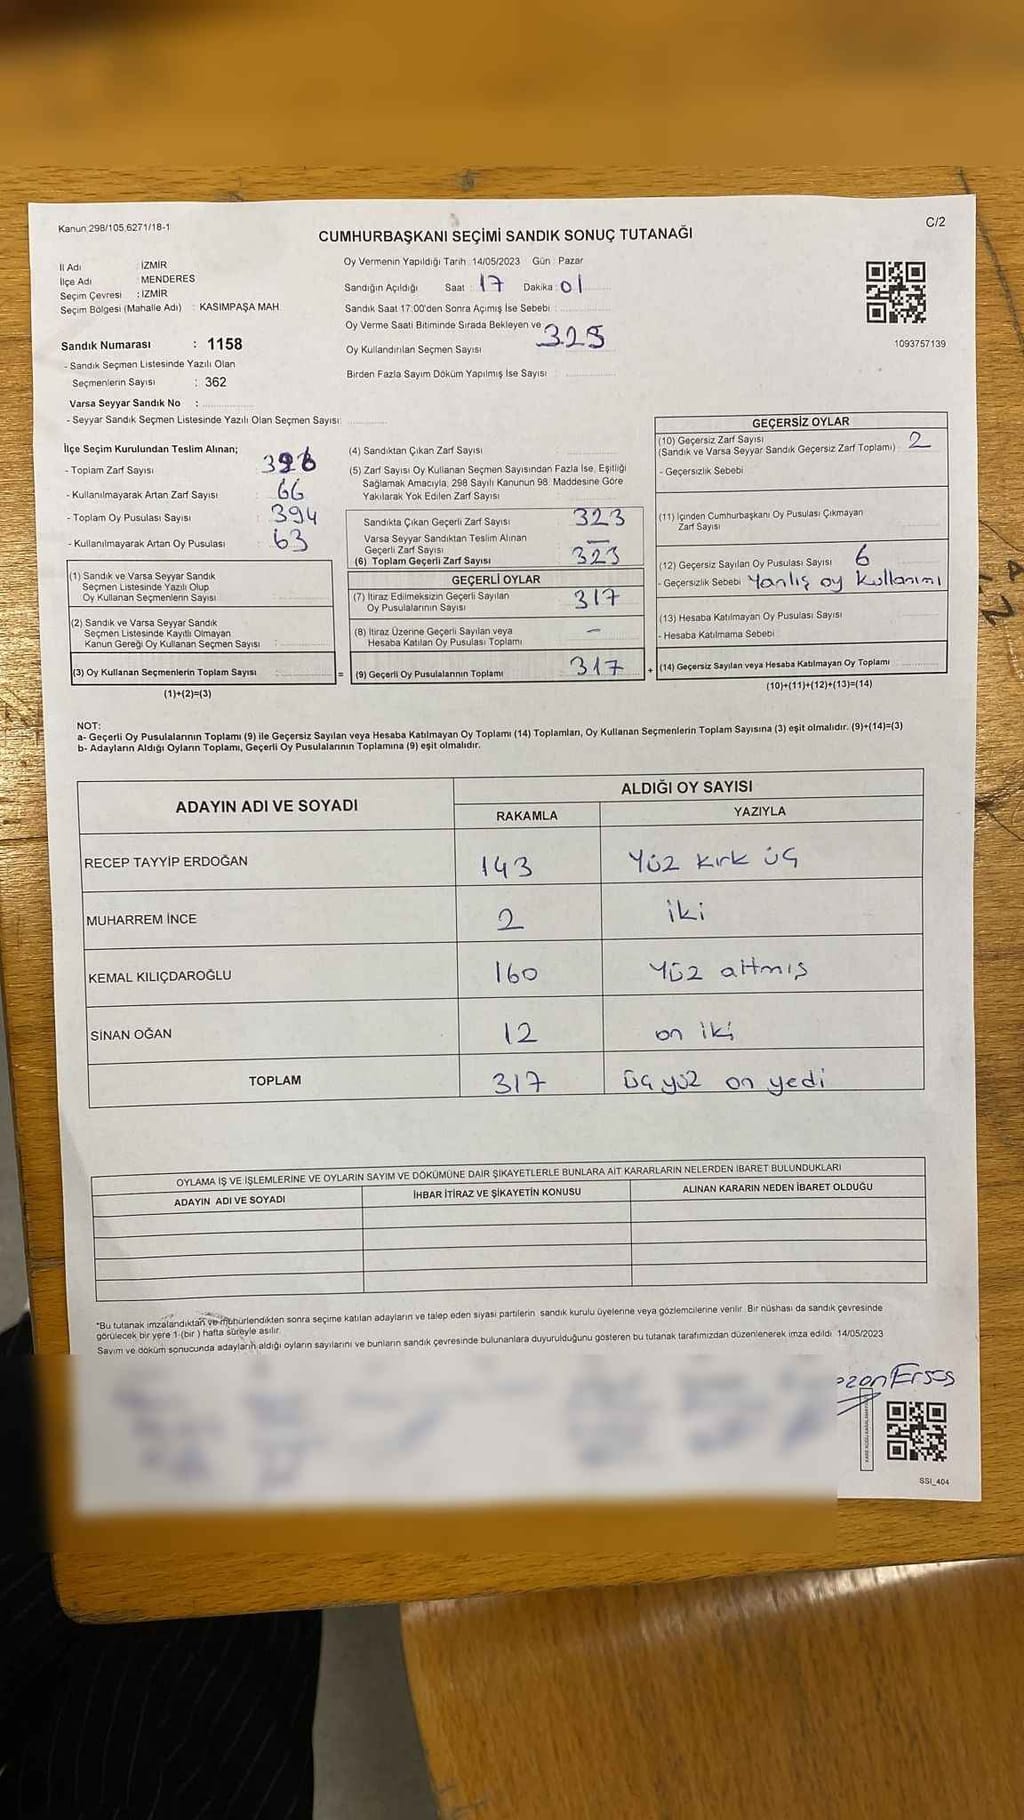 Kanun 298/105,6271/18-1
C/2
CUMHURBAŞKANI SEÇİMİ SANDIK SONUÇ TUTANAĞI
İl Adı : İZMİR
İlçe Adı : MENDERES
Seçim Çevresi : İZMİR
Seçim Bölgesi (Mahalle Adı) : KASIMPAŞA MAH.
Sandık Numarası : 1158
- Sandık Seçmen Listesinde Yazılı Olan
Seçmenlerin Sayısı : 362
Varsa Seyyar Sandık No :
- Seyyar Sandık Seçmen Listesinde Yazılı Olan Seçmen Sayısı:
Oy Vermenin Yapıldığı Tarih : 14/05/2023 Gün : Pazar
Sandığın Açıldığı Saat : 17 Dakika : 01
Sandık Saat 17:00'den Sonra Açımış İse Sebebi :
Oy Verme Saati Bitiminde Sırada Bekleyen ve
Oy Kullandırılan Seçmen Sayısı 325
Birden Fazla Sayım Döküm Yapılmış İse Sayısı :
1093757139
İlçe Seçim Kurulundan Teslim Alınan;
- Toplam Zarf Sayısı
- Kullanılmayarak Artan Zarf Sayısı 66
- Toplam Oy Pusulası Sayısı 394
- Kullanılmayarak Artan Oy Pusulası 63
(1) Sandık ve Varsa Seyyar Sandık
Seçmen Listesinde Yazılı Olup
Oy Kullanan Seçmenlerin Sayısı
(2) Sandık ve Varsa Seyyar Sandık
Seçmen Listesinde Kayıtlı Olmayan
Kanun Gereği Oy Kullanan Seçmen Sayısı :
(3) Oy Kullanan Seçmenlerin Toplam Sayısı =
(1)+(2)=(3)
(4) Sandıktan Çıkan Zarf Sayısı
(5) Zarf Sayısı Oy Kullanan Seçmen Sayısından Fazla İse, Eşitliği
Sağlamak Amacıyla, 298 Sayılı Kanunun 98. Maddesine Göre
Yakılarak Yok Edilen Zarf Sayısı
Sandıkta Çıkan Geçerli Zarf Sayısı 323
Varsa Seyyar Sandıktan Teslim Alınan
Geçerli Zarf Sayısı —
(6) Toplam Geçerli Zarf Sayısı 323
GEÇERLİ OYLAR
(7) İtiraz Edilmeksizin Geçerli Sayılan
Oy Pusulalarının Sayısı 317
(8) İtiraz Üzerine Geçerli Sayılan veya
Hesaba Katılan Oy Pusulası Toplamı -
(9) Geçerli Oy Pusulalarının Toplamı 317 +
GEÇERSİZ OYLAR
(10) Geçersiz Zarf Sayısı
(Sandık ve Varsa Seyyar Sandık Geçersiz Zarf Toplamı) : 2
- Geçersizlik Sebebi
(11) İçinden Cumhurbaşkanı Oy Pusulası Çıkmayan
Zarf Sayısı
(12) Geçersiz Sayılan Oy Pusulası Sayısı 6
- Geçersizlik Sebebi Yanlış oy kullanımı
(13) Hesaba Katılmayan Oy Pusulası Sayısı
- Hesaba Katılmama Sebebi
(14) Geçersiz Sayılan veya Hesaba Katılmayan Oy Toplamı
(10)+(11)+(12)+(13)=(14)
NOT:
a- Geçerli Oy Pusulalarının Toplamı (9) ile Geçersiz Sayılan veya Hesaba Katılmayan Oy Toplamı (14) Toplamları, Oy Kullanan Seçmenlerin Toplam Sayısına (3) eşit olmalıdır. (9)+(14)=(3)
b- Adayların Aldığı Oyların Toplamı, Geçerli Oy Pusulalarının Toplamına (9) eşit olmalıdır.
ADAYIN ADI VE SOYADI ALDIĞI OY SAYISI
RAKAMLA YAZIYLA
RECEP TAYYİP ERDOĞAN 143 Yüz kırk üç
MUHARREM İNCE 2 iki
KEMAL KILIÇDAROĞLU 160 Yüz altmış
SİNAN OĞAN 12 on iki
TOPLAM 317 üç yüz on yedi
OYLAMA İŞ VE İŞLEMLERİNE VE OYLARIN SAYIM VE DÖKÜMÜNE DAİR ŞİKAYETLERLE BUNLARA AİT KARARLARIN NELERDEN İBARET BULUNDUKLARI
ADAYIN ADI VE SOYADI İHBAR İTİRAZ VE ŞİKAYETİN KONUSU ALINAN KARARIN NEDEN İBARET OLDUĞU
*Bu tutanak imzalandıktan ve mühürlendikten sonra seçime katılan adayların ve talep eden siyasi partilerin sandık kurulu üyelerine veya gözlemcilerine verilir. Bir nüshası da sandık çevresinde
görülecek bir yere 1 (bir ) hafta süreyle asılır.
Sayım ve döküm sonucunda adayların aldığı oyların sayılarını ve bunların sandık çevresinde bulunanlara duyurulduğunu gösteren bu tutanak tarafımızdan düzenlenerek imza edildi. 14/05/2023
SSI_404